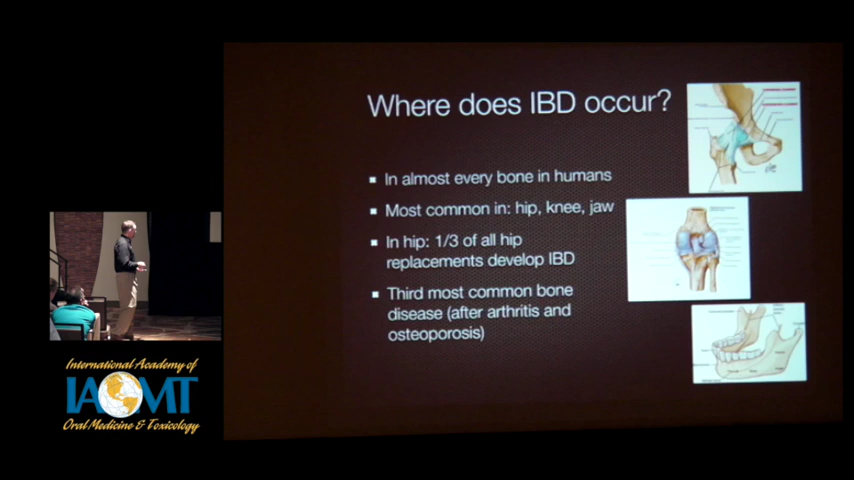 Where does IBD occur?
▪ In almost every bone in humans
▪ Most common in: hip, knee, jaw
▪ In hip: 1/3 of all hip
replacements develop IBD
▪ Third most common bone
disease (after arthritis and
osteoporosis)
International Academy of
IAOMT
Oral Medicine & Toxicology